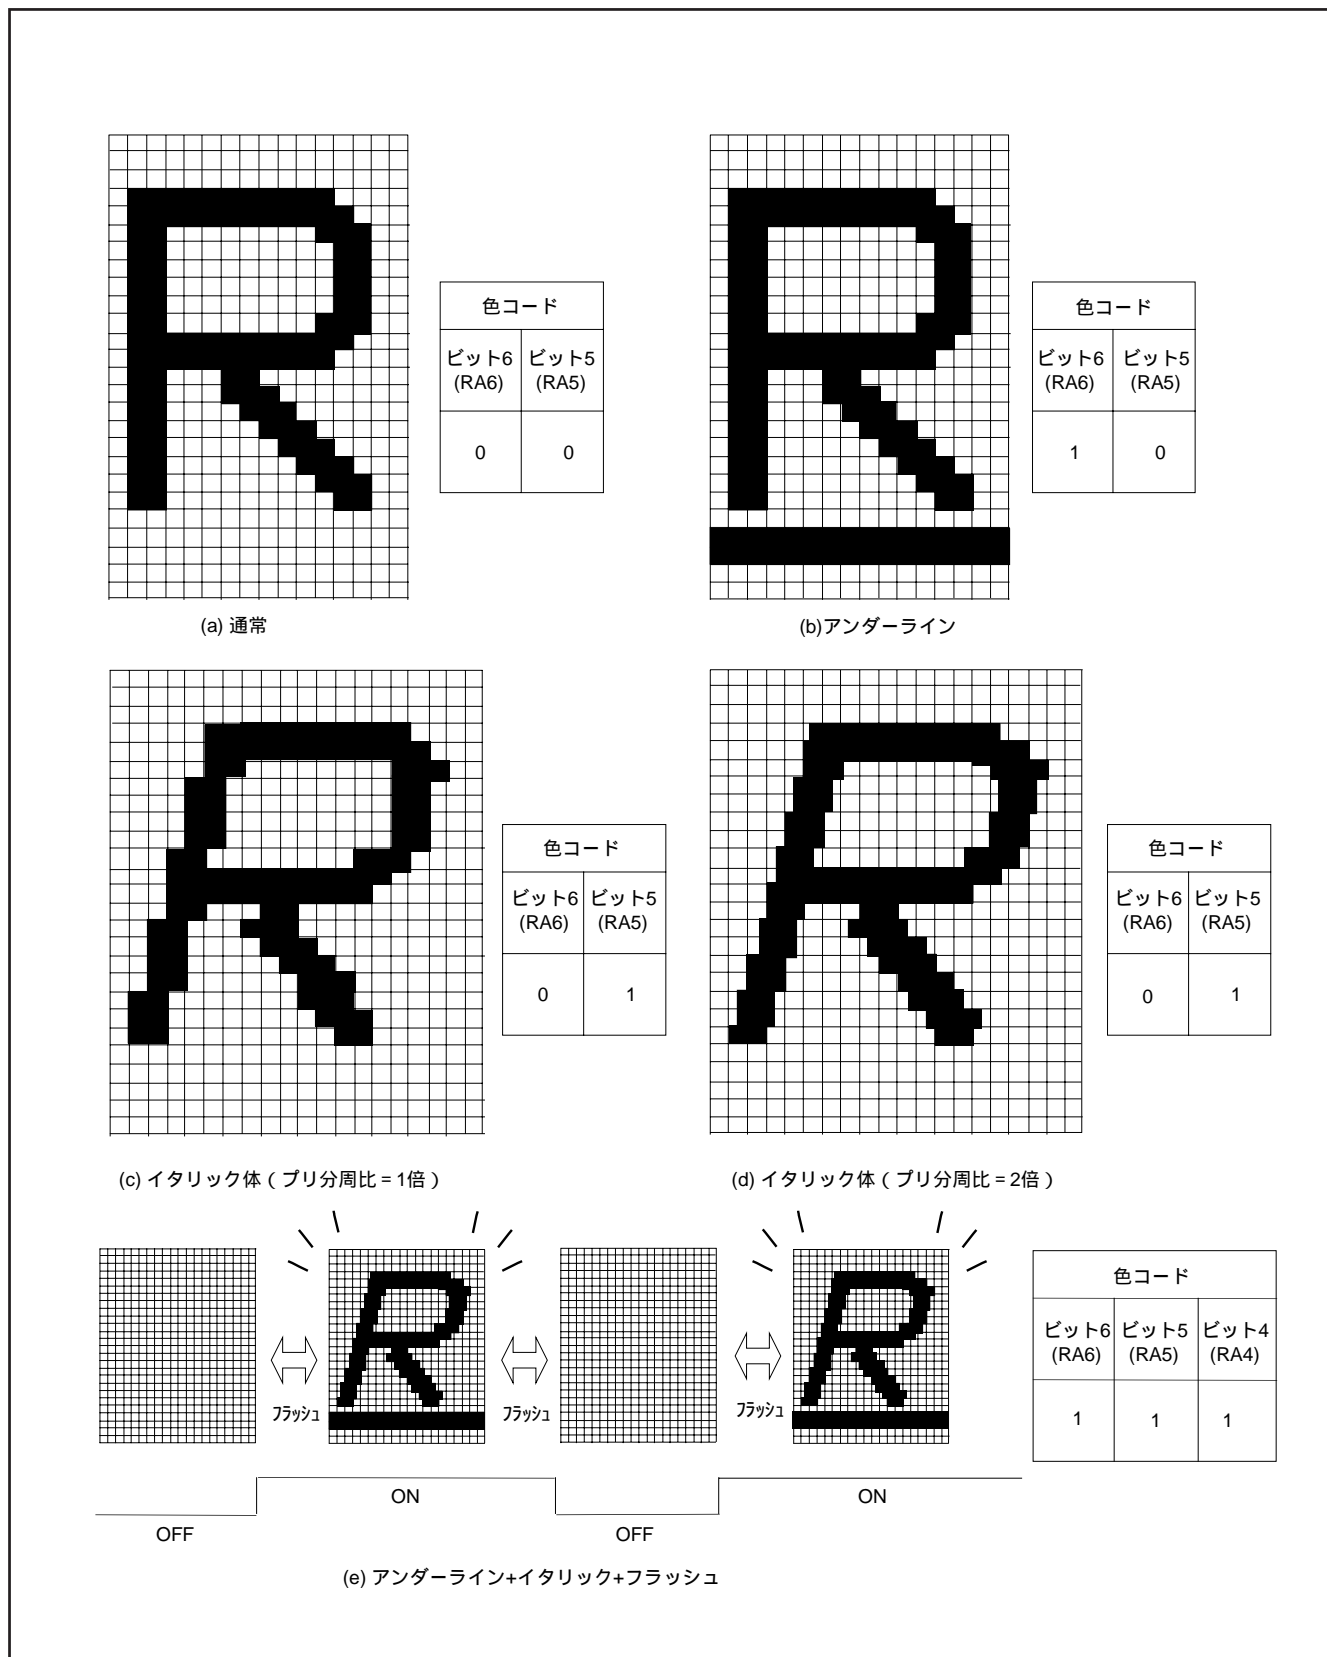 色コード
ビット6 ビット5
(RA6) (RA5)
0 0
(a) 通常
色コード
ビット6 ビット5
(RA6) (RA5)
1 0
(b)アンダーライン
色コード
ビット6 ビット5
(RA6) (RA5)
0 1
(c) イタリック体 ( プリ分周比 = 1倍 )
色コード
ビット6 ビット5
(RA6) (RA5)
0 1
(d) イタリック体 ( プリ分周比 = 2倍 )
フラッシュ フラッシュ フラッシュ
色コード
ビット6 ビット5 ビット4
(RA6) (RA5) (RA4)
1 1 1
ON ON
OFF OFF
(e) アンダーライン+イタリック+フラッシュ